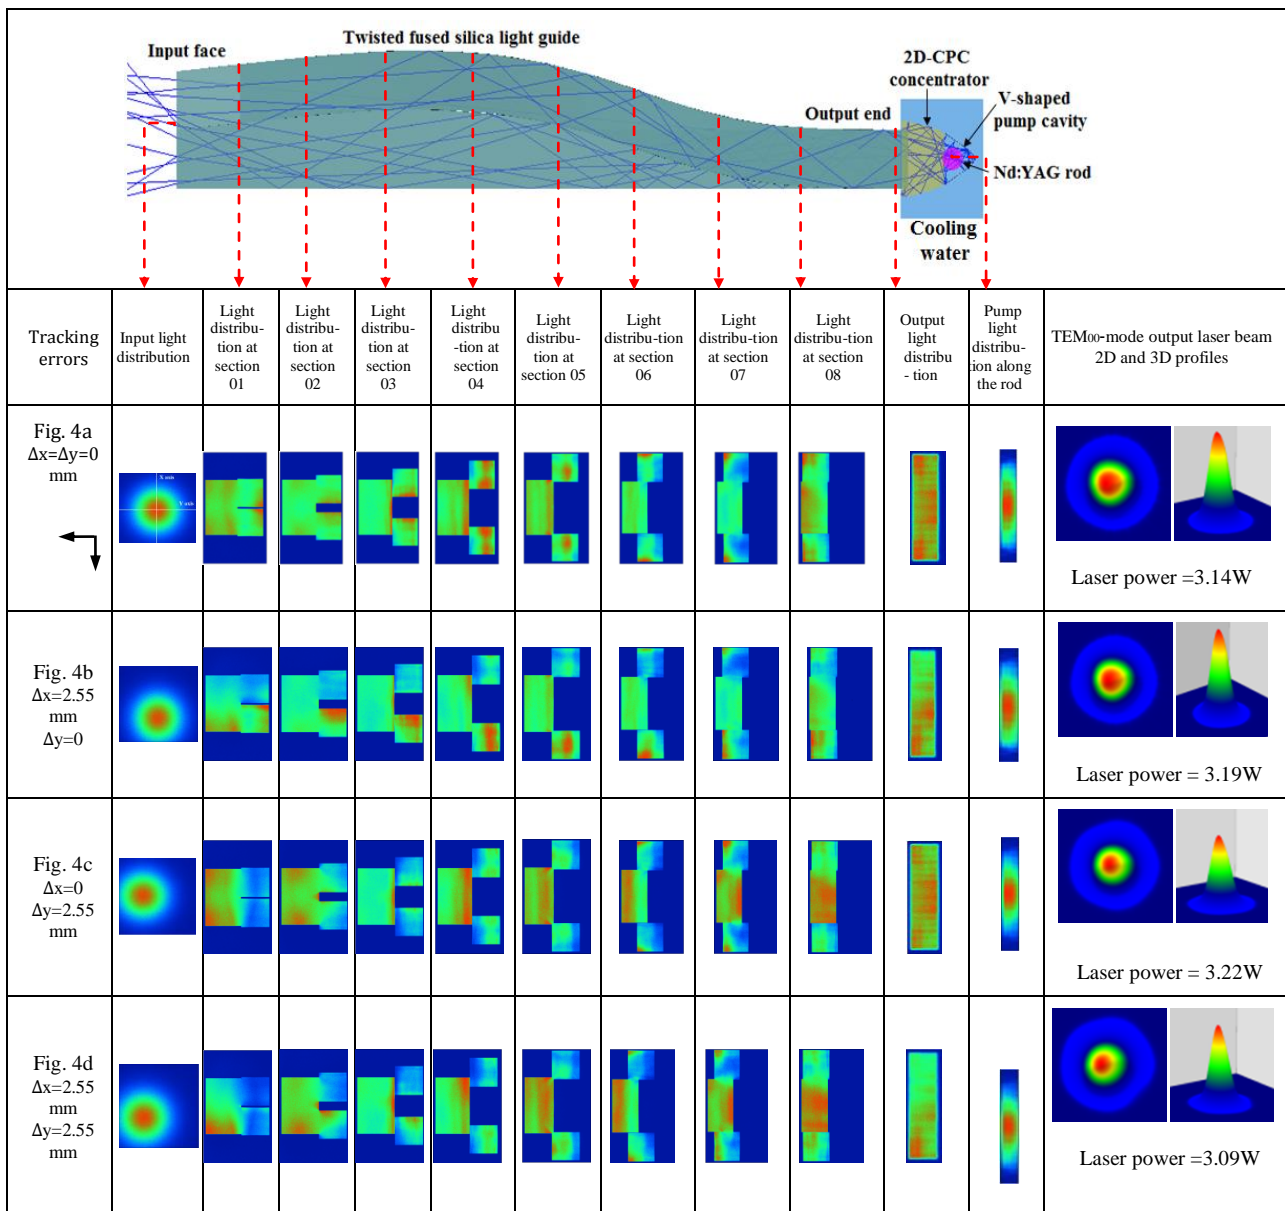 Input face
Twisted fused silica light guide
2D-CPC
concentrator
V-shaped
pump cavity
Output end
Nd:YAG rod
Cooling
water
Tracking
errors
Input light
distribution
Light
distribu-
tion at
section
01
Light
distribu-
tion at
section
02
Light
distribu-
tion at
section
03
Light
distribu
-tion at
section
04
Light
distribu-
tion at
section 05
Light
distribu-tion
at section
06
Light
distribu-tion
at section
07
Light
distribu-tion
at section
08
Output
light
distribu
- tion
Pump
light
distribu-
tion along
the rod
TEM₀₀-mode output laser beam
2D and 3D profiles
Fig. 4a
Δx=Δy=0
mm
X axis
Y axis
Laser power =3.14W
Fig. 4b
Δx=2.55
mm
Δy=0
Laser power = 3.19W
Fig. 4c
Δx=0
Δy=2.55
mm
Laser power = 3.22W
Fig. 4d
Δx=2.55
mm
Δy=2.55
mm
Laser power =3.09W